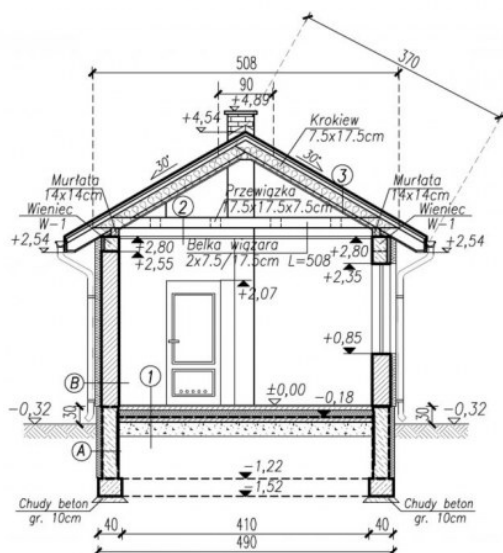 508
370
90
+4,89
+4,54
Krokiew
7.5x17.5cm
30°
30°
3
Murłata
14x14cm
Murłata
14x14cm
Przewiązka
17.5x17.5x7.5cm
2
Wieniec
W-1
Wieniec
W-1
+2,54
+2,80
+2,80
+2,54
+2,55
Belka wiązara
2x7.5/17.5cm L=508
+2,35
+2,07
+0,85
B
1
±0,00
-0,18
-0,32
30
30
-0,32
A
-1,22
-1,52
Chudy beton
gr. 10cm
Chudy beton
gr. 10cm
40
410
40
490